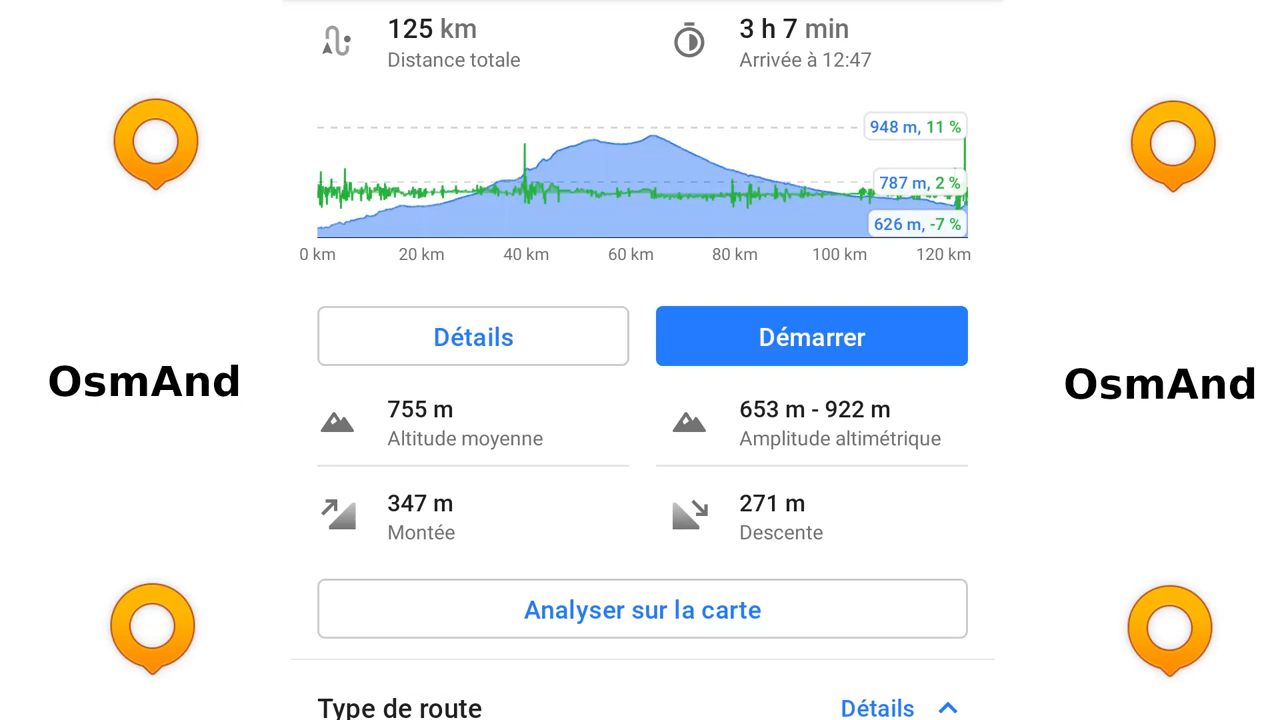 125 km
Distance totale
3 h 7 min
Arrivée à 12:47
948 m, 11 %
787 m, 2 %
626 m, -7 %
0 km 20 km 40 km 60 km 80 km 100 km 120 km
Détails
Démarrer
OsmAnd
OsmAnd
755 m
Altitude moyenne
653 m - 922 m
Amplitude altimétrique
347 m
Montée
271 m
Descente
Analyser sur la carte
Type de route
Détails